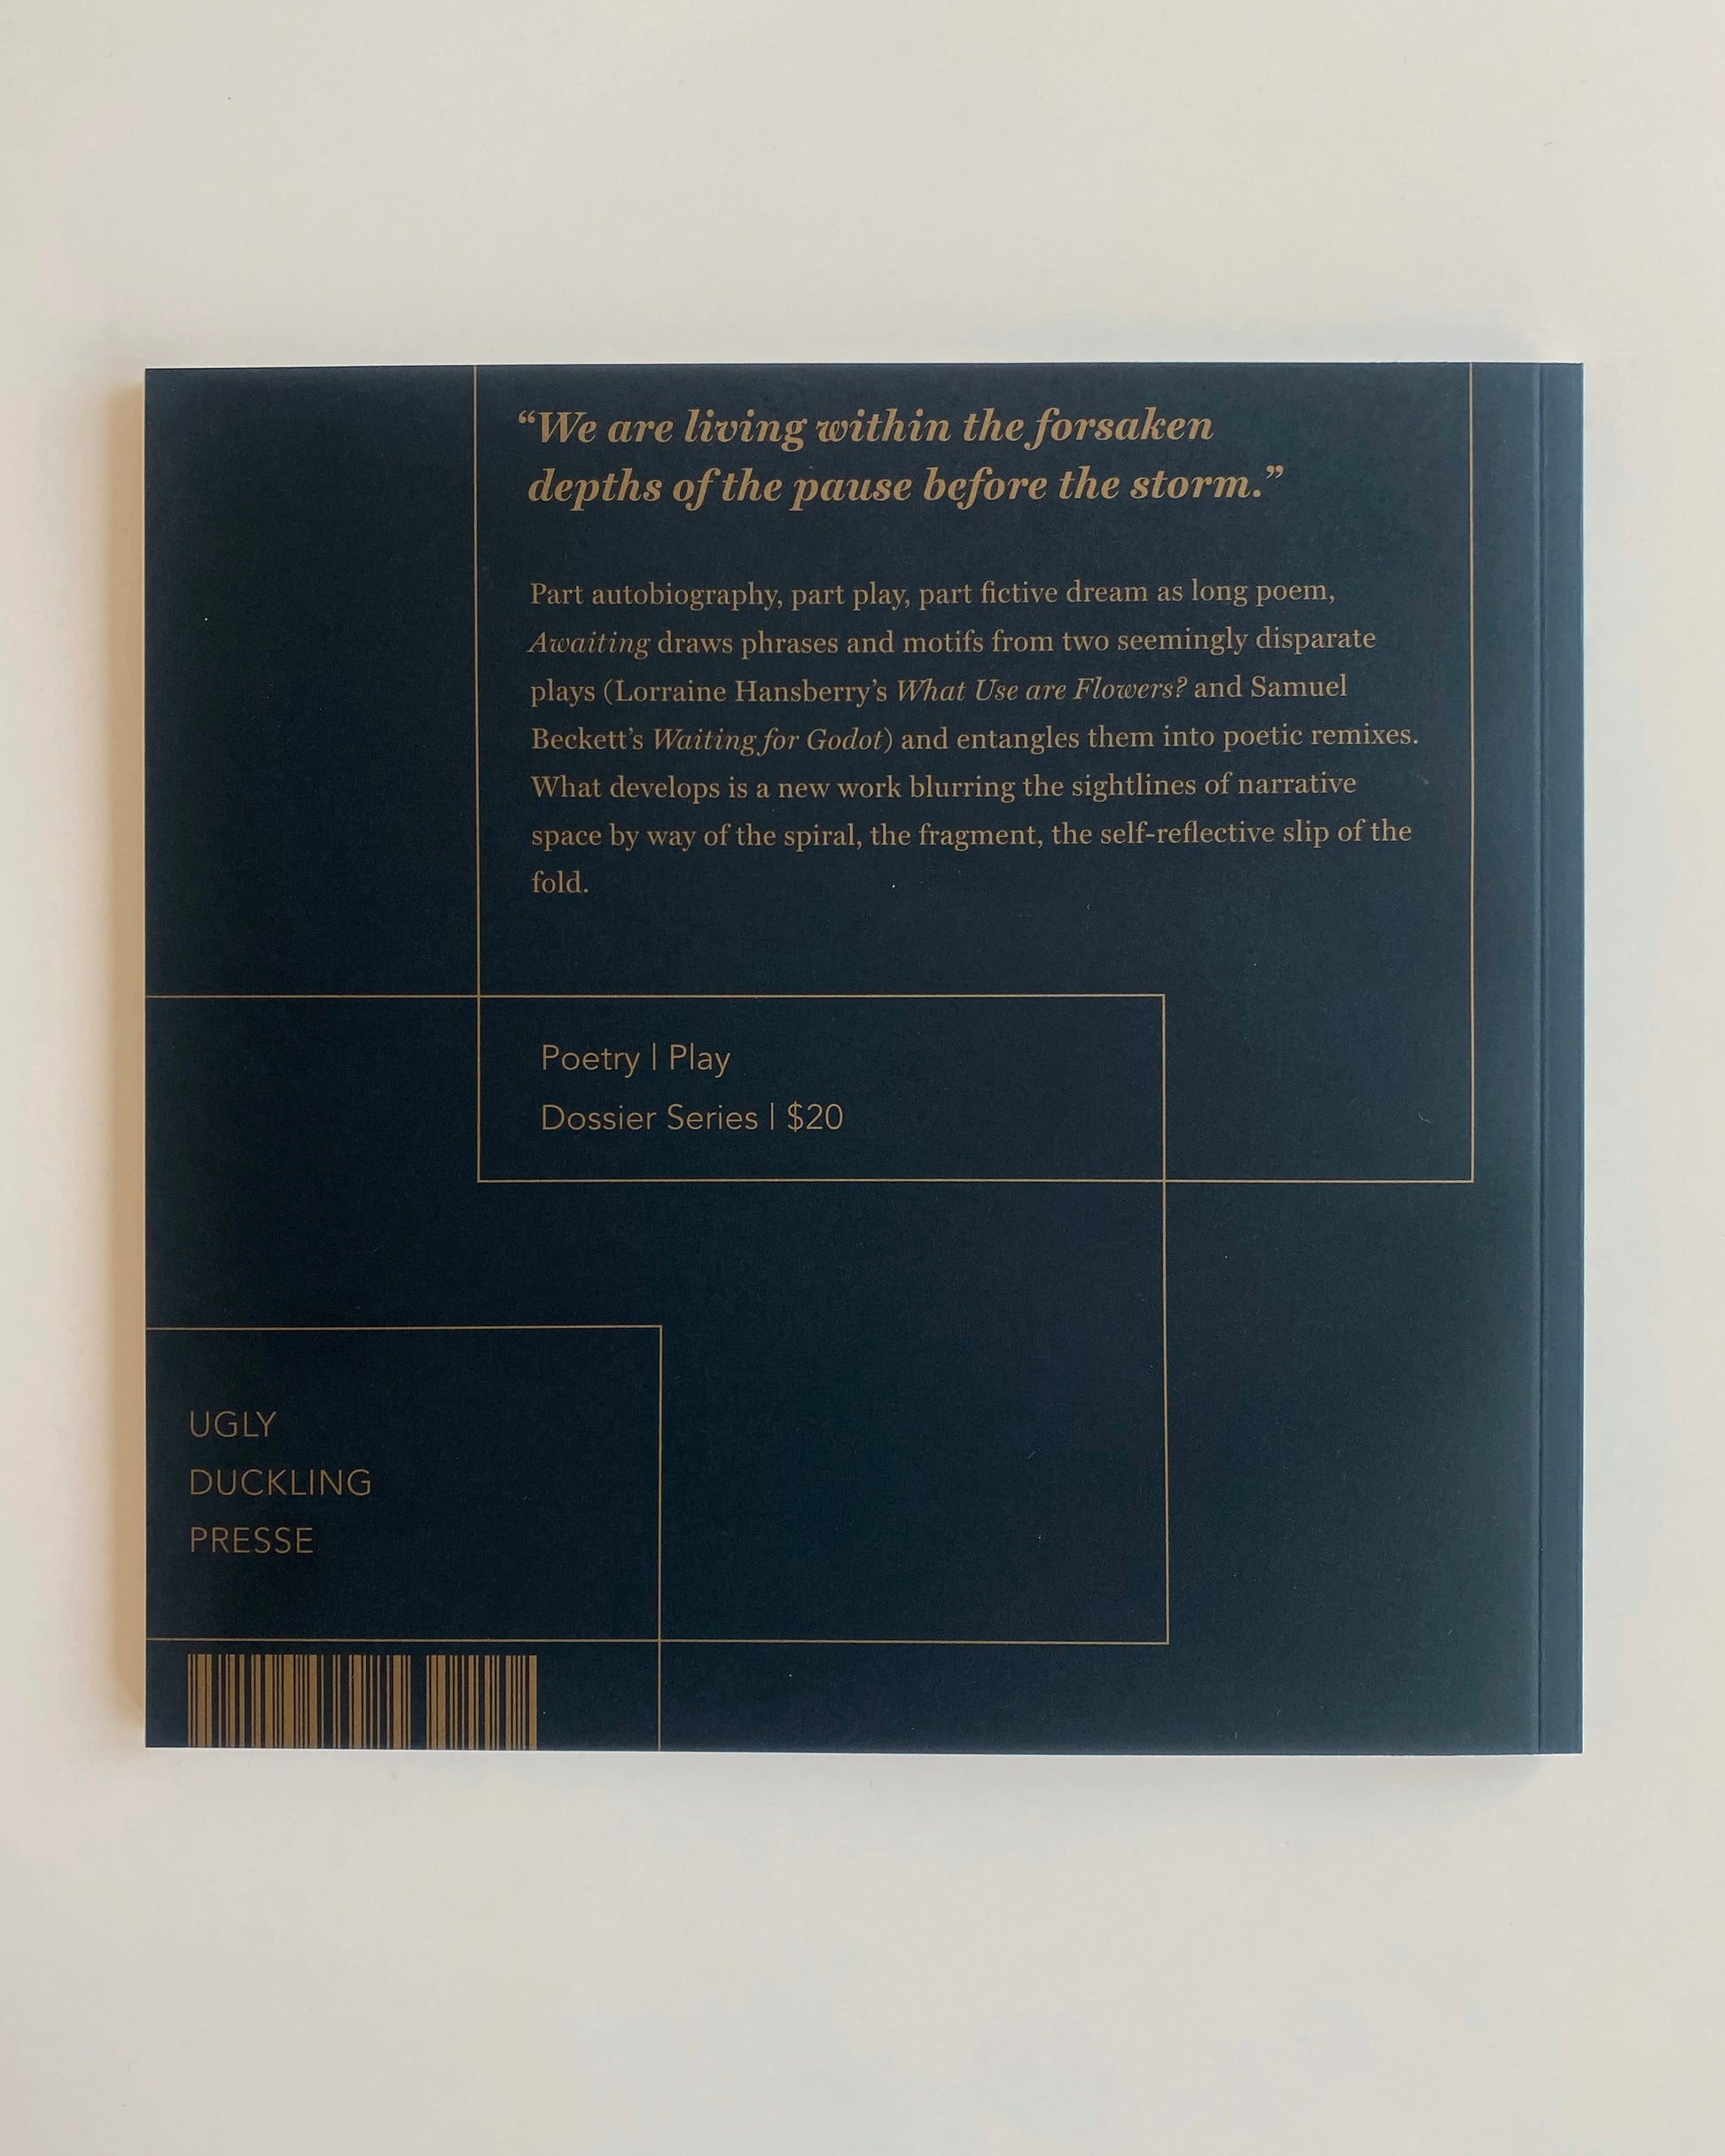 “We are living within the forsaken
depths of the pause before the storm.”
Part autobiography, part play, part fictive dream as long poem,
Awaiting draws phrases and motifs from two seemingly disparate
plays (Lorraine Hansberry’s What Use are Flowers? and Samuel
Beckett’s Waiting for Godot) and entangles them into poetic remixes.
What develops is a new work blurring the sightlines of narrative
space by way of the spiral, the fragment, the self-reflective slip of the
fold.
Poetry | Play
Dossier Series | $20
UGLY
DUCKLING
PRESSE